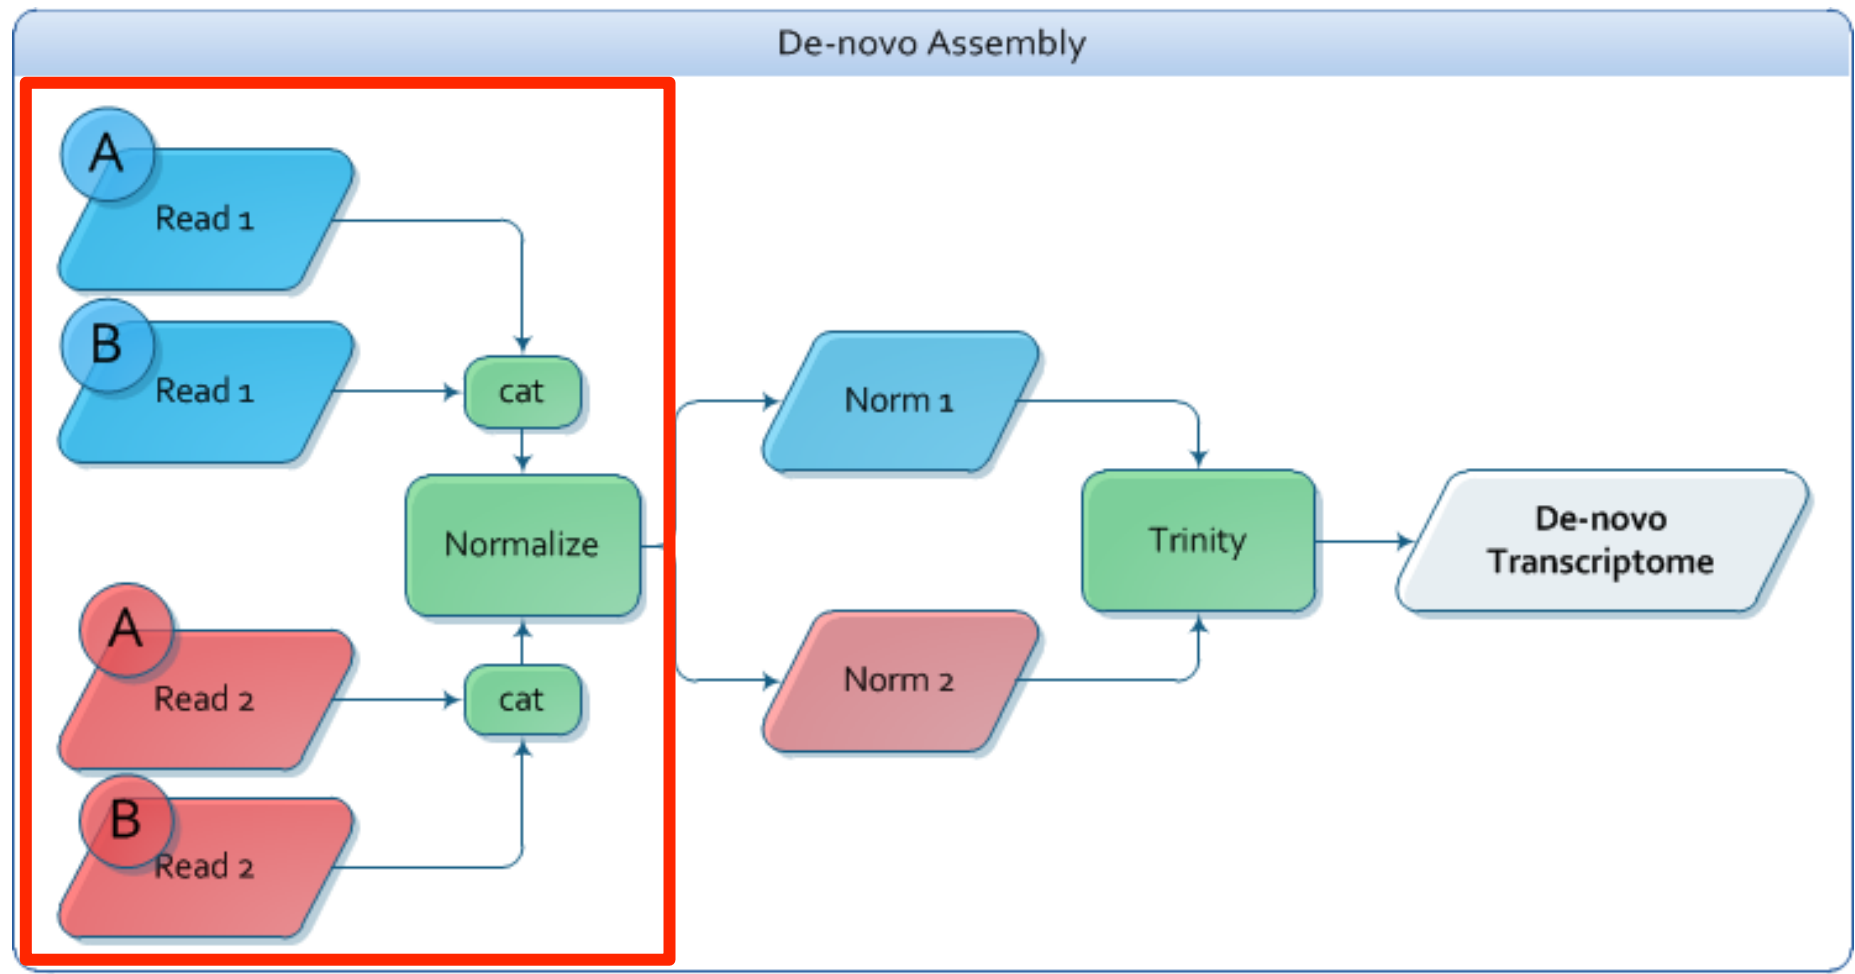 De-novo Assembly
A
Read 1
B
Read 1
cat
Normalize
A
Read 2
cat
B
Read 2
Norm 1
Norm 2
Trinity
De-novo
Transcriptome